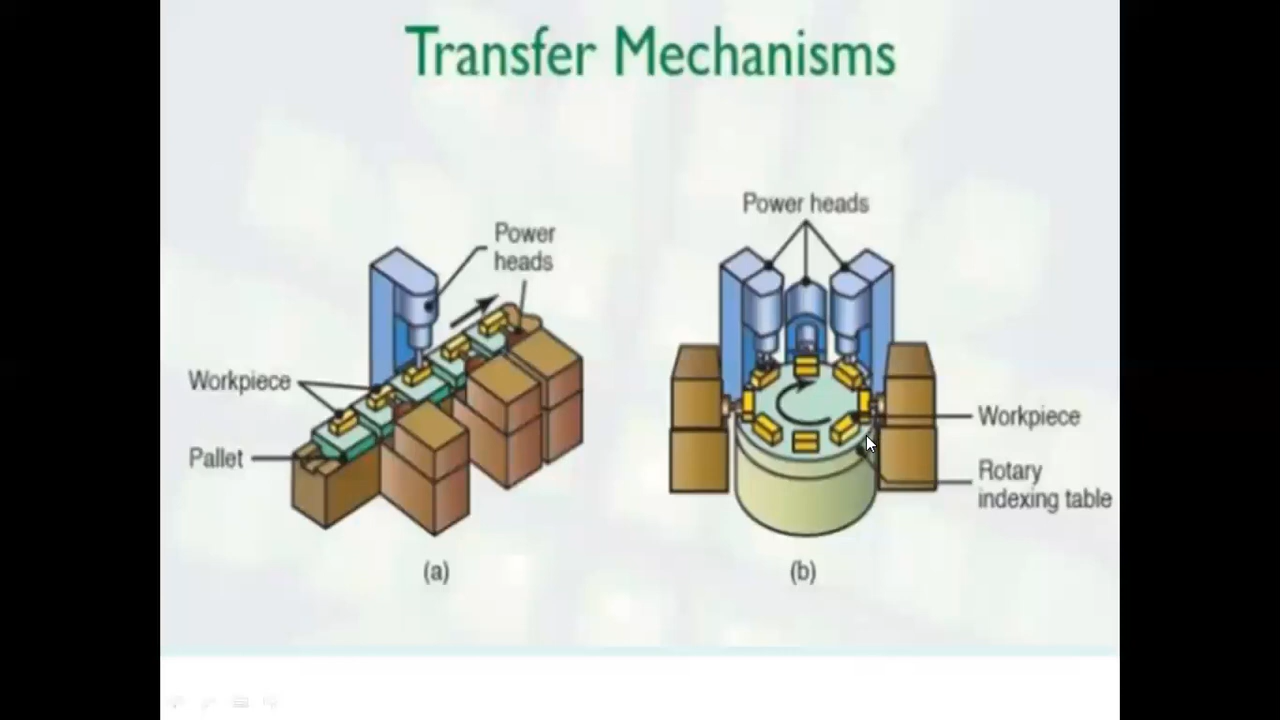 Transfer Mechanisms
Power
heads
Workpiece
Pallet
(a)
Power heads
Workpiece
Rotary
indexing table
(b)